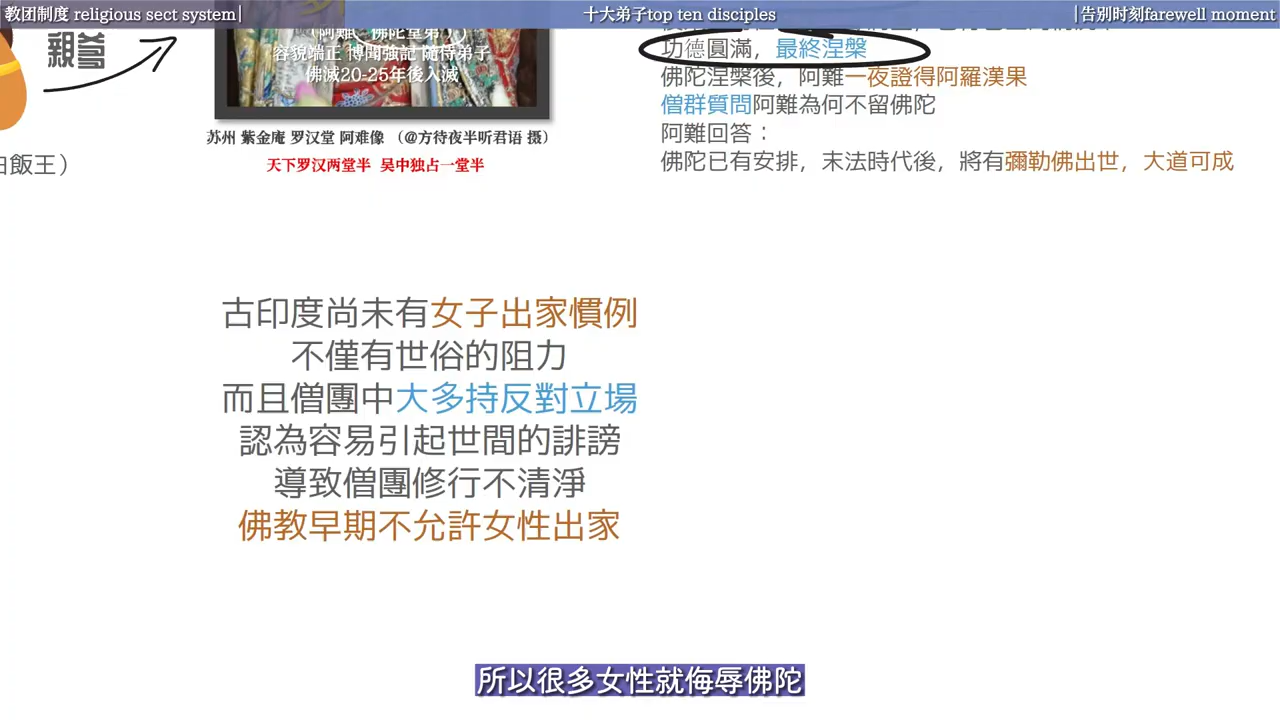 教团制度 religious sect system|
十大弟子top ten disciples
|告别时刻farewell moment
親爹
（阿難、佛陀堂弟子）
容貌端正 博聞強記 隨侍弟子
佛滅20-25年後入滅
苏州 紫金庵 罗汉堂 阿难像 （@方待夜半听君语 摄）
天下罗汉两堂半 吴中独占一堂半
白飯王）
功德圓滿，最終涅槃
佛陀涅槃後，阿難一夜證得阿羅漢果
僧群質問阿難為何不留佛陀
阿難回答：
佛陀已有安排，末法時代後，將有彌勒佛出世，大道可成
古印度尚未有女子出家慣例
不僅有世俗的阻力
而且僧團中大多持反對立場
認為容易引起世間的誹謗
導致僧團修行不清淨
佛教早期不允許女性出家
所以很多女性就侮辱佛陀